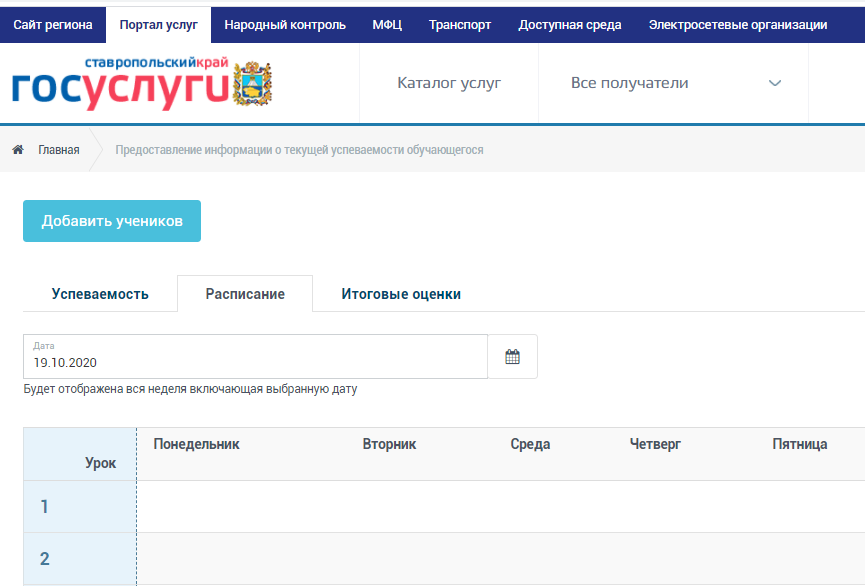 Сайт региона Портал услуг Народный контроль МФЦ Транспорт Доступная среда Электросетевые организации
ставропольскийкрай
госуслуги
Каталог услуг Все получатели
Главная Предоставление информации о текущей успеваемости обучающегося
Добавить учеников
Успеваемость Расписание Итоговые оценки
Дата
19.10.2020
Будет отображена вся неделя включающая выбранную дату
Понедельник Вторник Среда Четверг Пятница
Урок
1
2